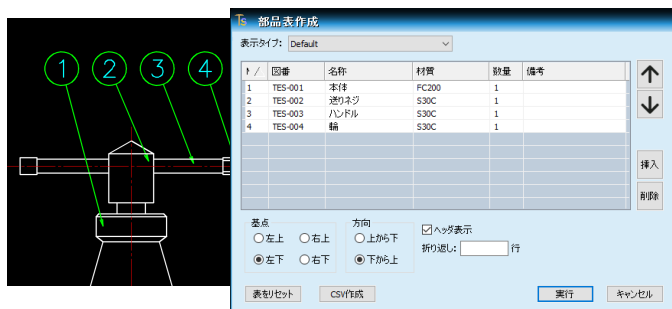 1 2 3 4
TS 部品表作成
表示タイプ: Default
ﾄ / 図番 名称 材質 数量 備考
1 TES-001 本体 FC200 1
2 TES-002 送りネジ S30C 1
3 TES-003 ハンドル S30C 1
4 TES-004 輪 S30C 1
挿入
削除
基点 方向
左上 右上 上から下 ヘッダ表示
左下 右下 下から上 折り返し: 行
表をリセット CSV作成 実行 キャンセル